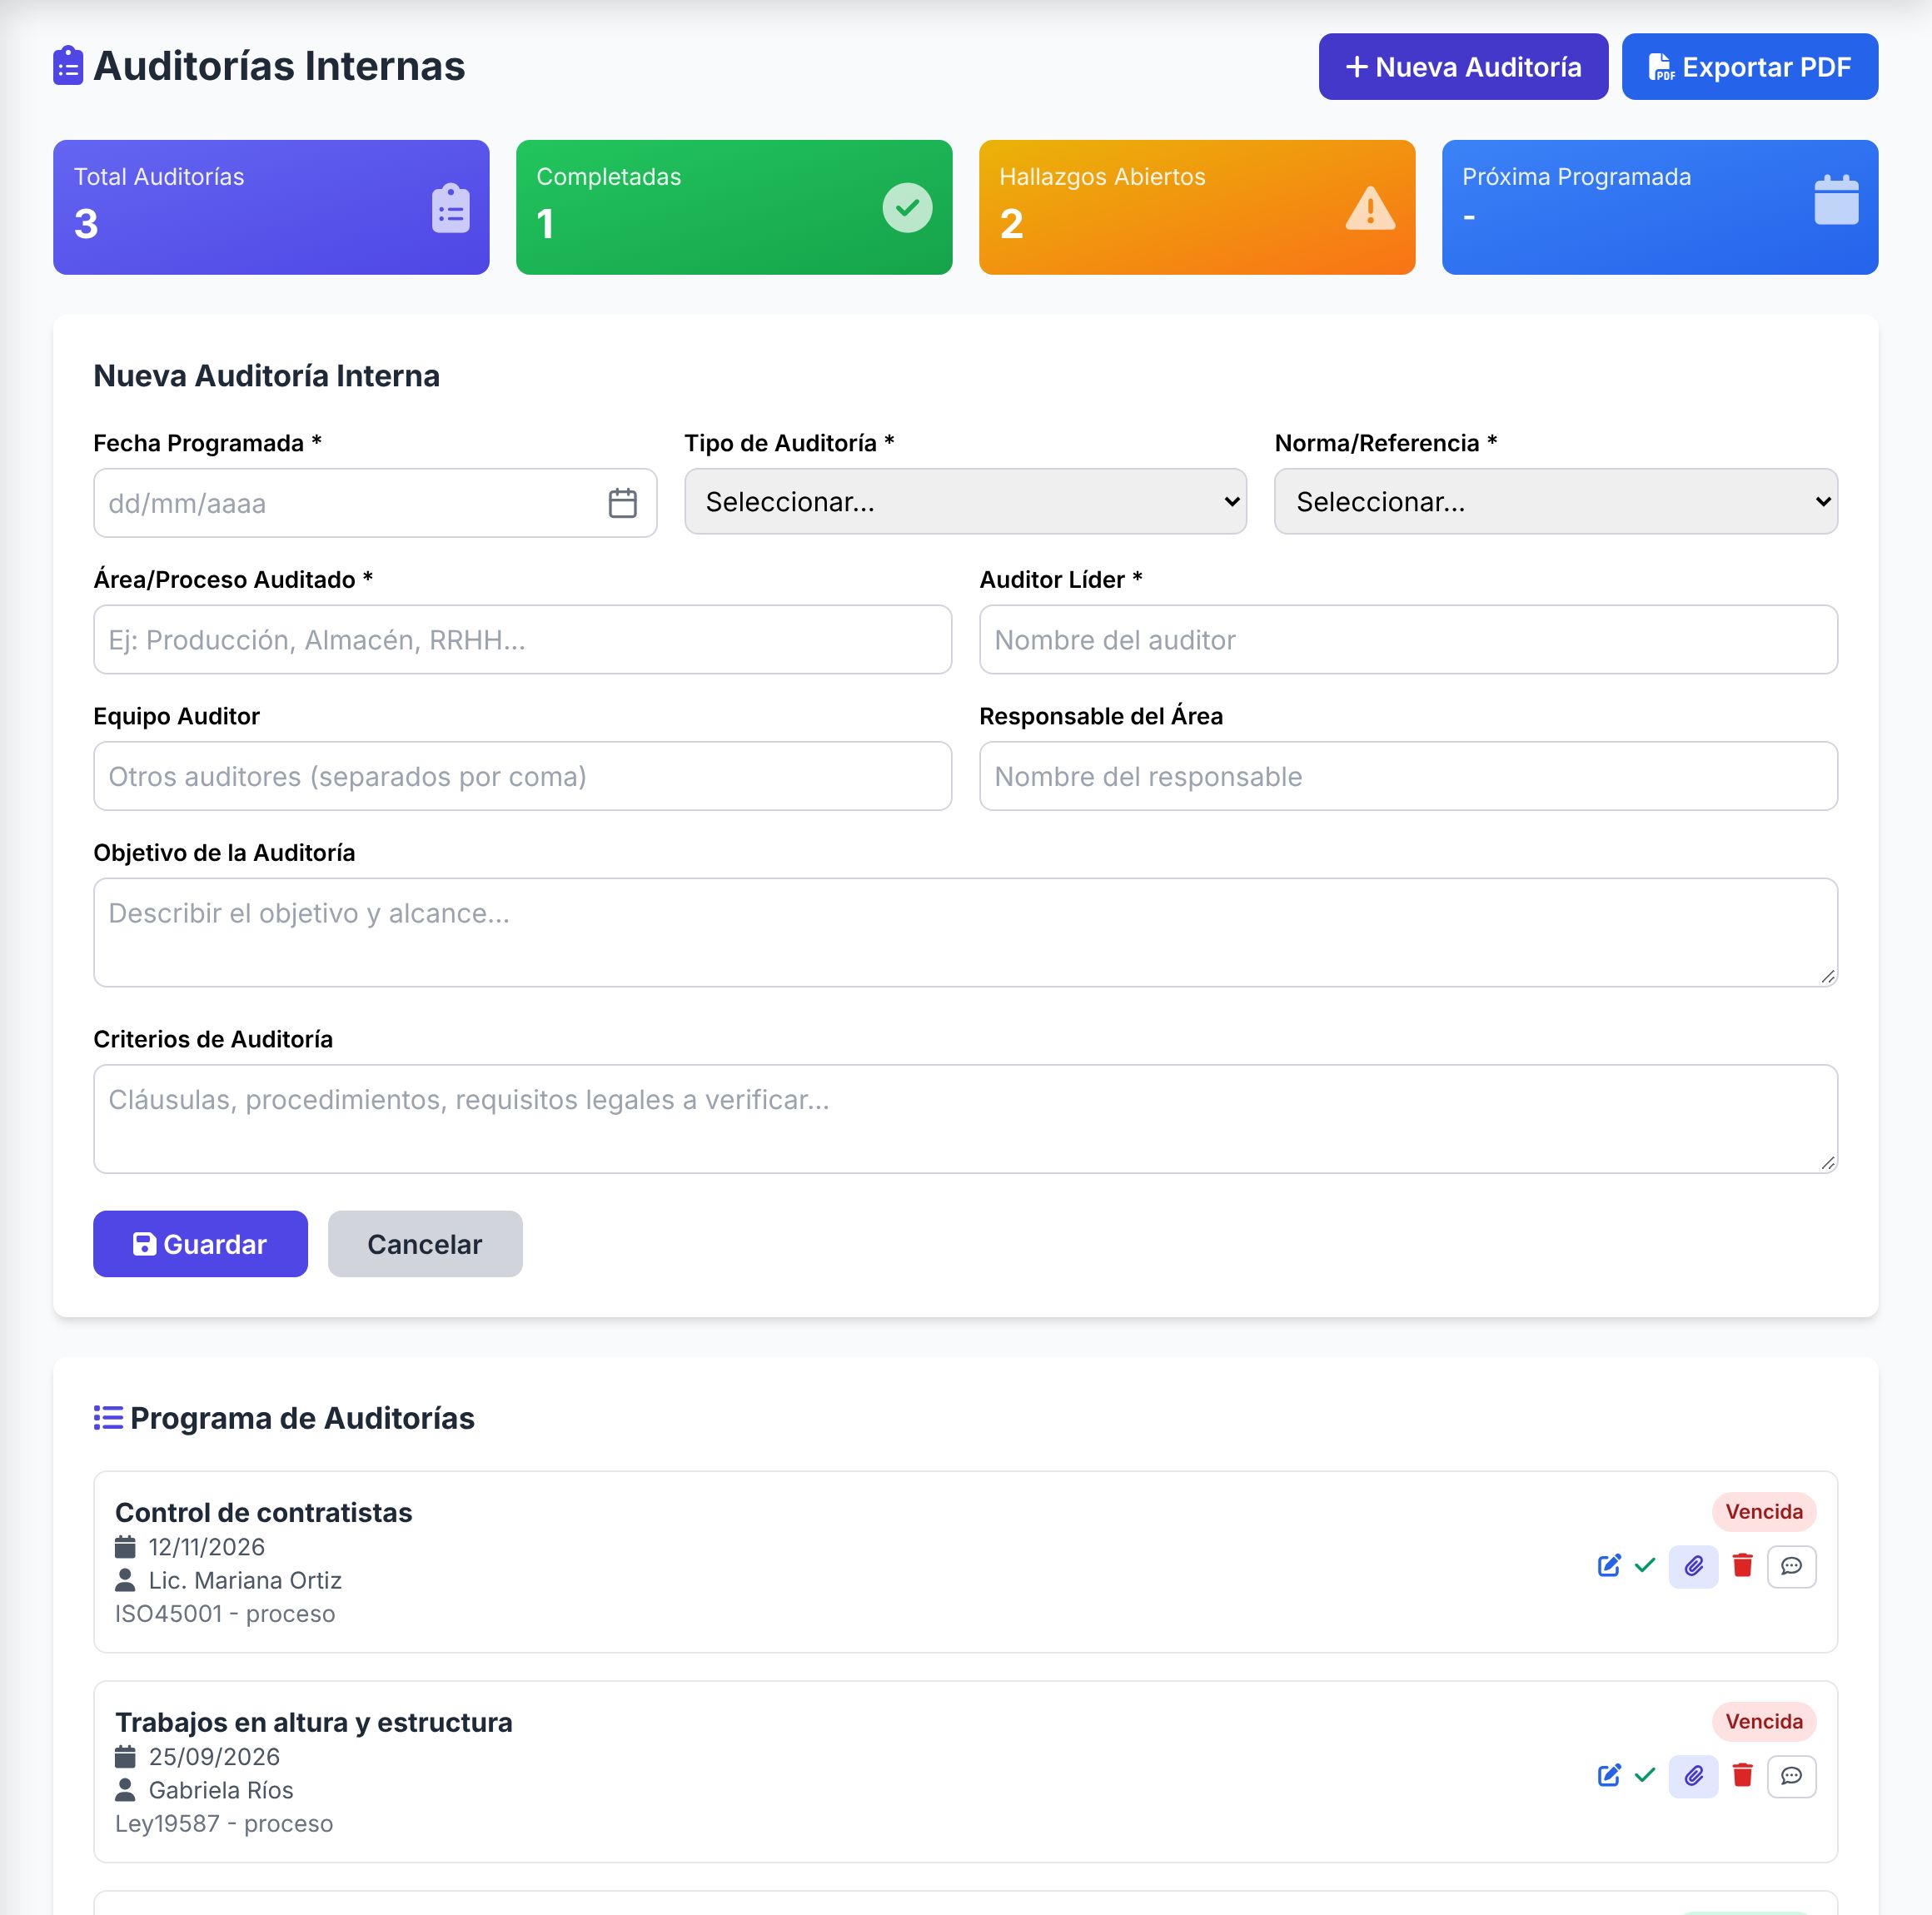 Auditorías Internas
Nueva Auditoría
Exportar PDF
Total Auditorías
3
Completadas
1
Hallazgos Abiertos
2
Próxima Programada
-
Nueva Auditoría Interna
Fecha Programada *
Tipo de Auditoría *
Norma/Referencia *
dd/mm/aaaa
Seleccionar...
Seleccionar...
Área/Proceso Auditado *
Auditor Líder *
Ej: Producción, Almacén, RRHH...
Nombre del auditor
Equipo Auditor
Responsable del Área
Otros auditores (separados por coma)
Nombre del responsable
Objetivo de la Auditoría
Describir el objetivo y alcance...
Criterios de Auditoría
Cláusulas, procedimientos, requisitos legales a verificar...
Guardar
Cancelar
Programa de Auditorías
Control de contratistas
Vencida
12/11/2026
Lic. Mariana Ortiz
ISO45001 - proceso
Trabajos en altura y estructura
Vencida
25/09/2026
Gabriela Ríos
Ley19587 - proceso